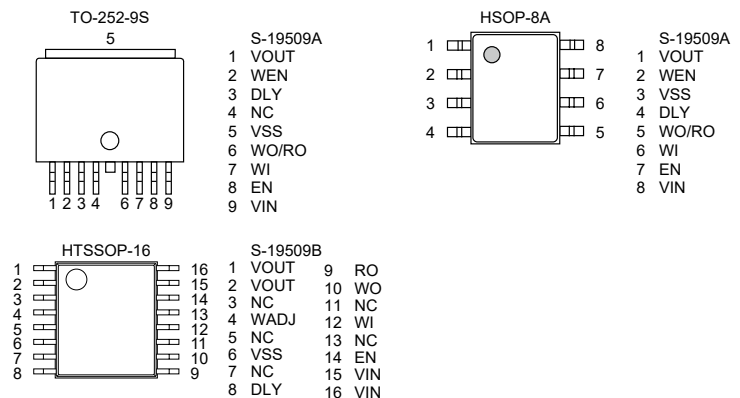 TO-252-9S
5
1 2 3 4 6 7 8 9
S-19509A
1 VOUT
2 WEN
3 DLY
4 NC
5 VSS
6 WO/RO
7 WI
8 EN
9 VIN
HSOP-8A
1 8
2 7
3 6
4 5
S-19509A
1 VOUT
2 WEN
3 VSS
4 DLY
5 WO/RO
6 WI
7 EN
8 VIN
HTSSOP-16
1 16
2 15
3 14
4 13
5 12
6 11
7 10
8 9
S-19509B
1 VOUT
2 VOUT
3 NC
4 WADJ
5 NC
6 VSS
7 NC
8 DLY
9 RO
10 WO
11 NC
12 WI
13 NC
14 EN
15 VIN
16 VIN